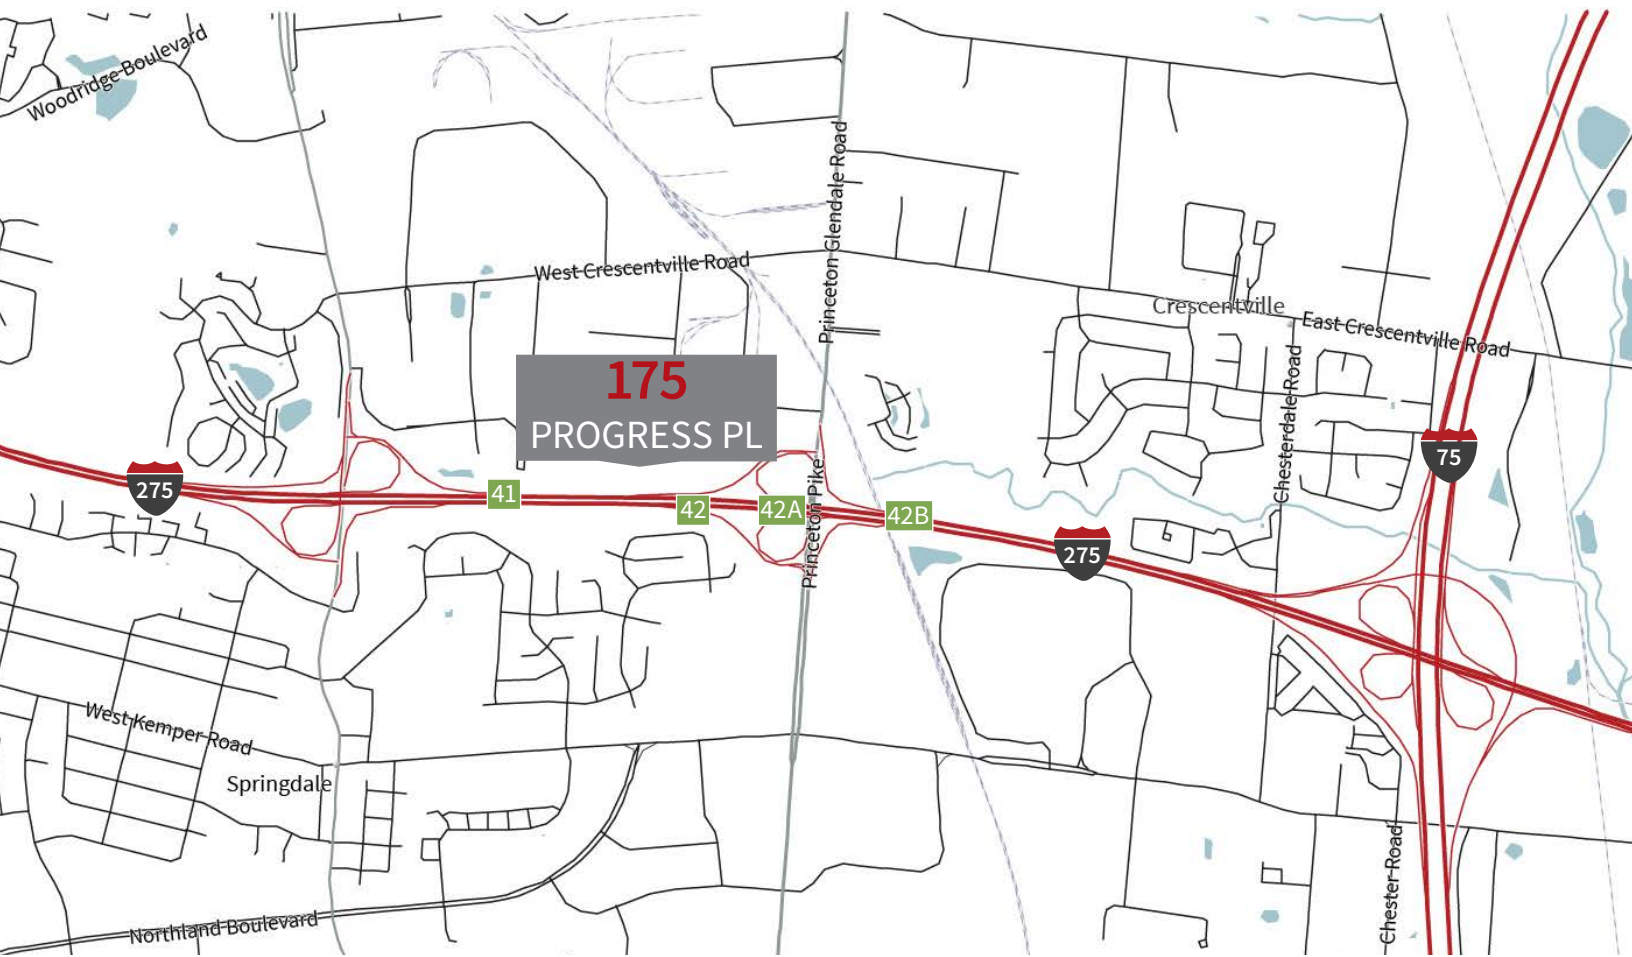 Woodridge Boulevard
Princeton Glendale Road
West Crescentville Road
Crescentville
East Crescentville Road
175
PROGRESS PL
Chesterdale Road
75
275
41
42
42A
42B
Princeton Pike
275
West Kemper Road
Springdale
Chester Road
Northland Boulevard